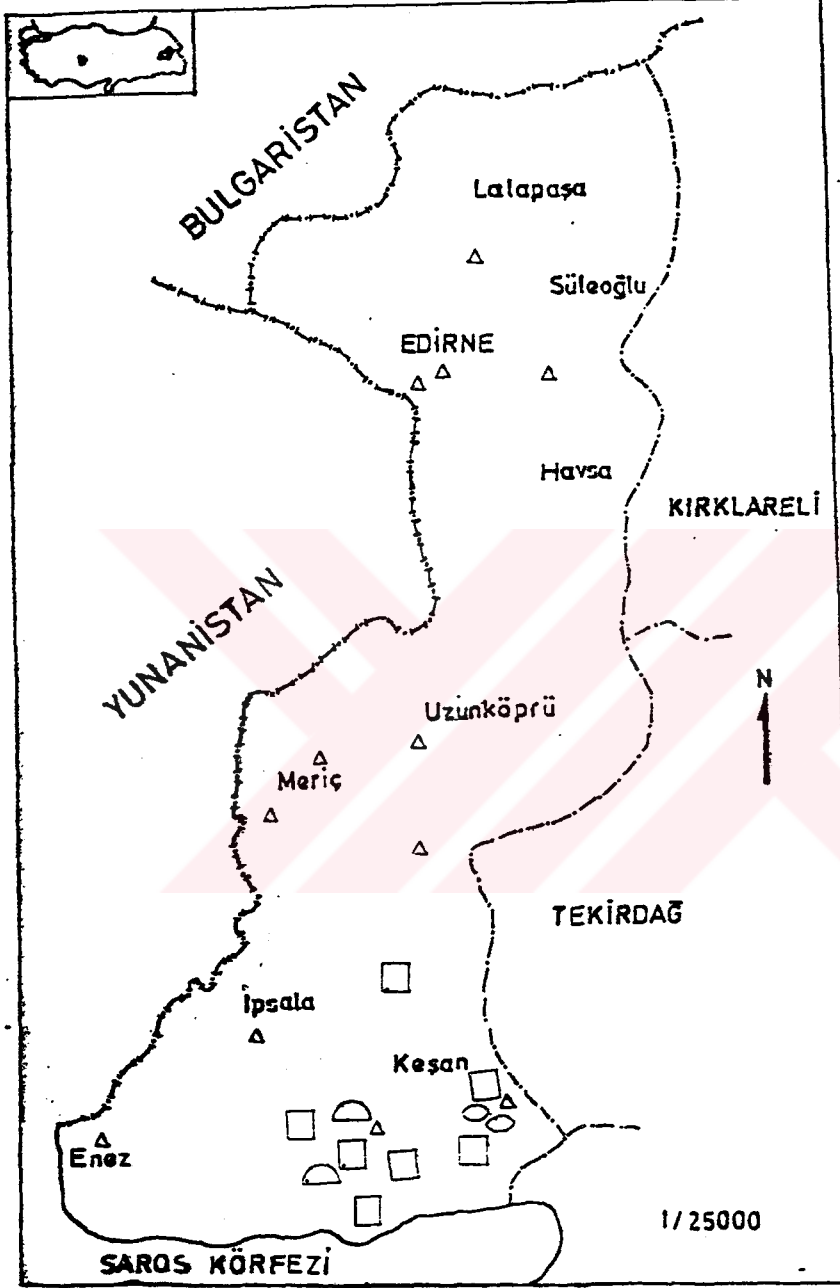 BULGARİSTAN
Lalapaşa
Süleoğlu
EDİRNE
Havsa
KIRKLARELİ
YUNANİSTAN
N
Uzunköprü
Meriç
TEKİRDAĞ
İpsala
Keşan
Enez
1/25000
SAROS KÖRFEZİ